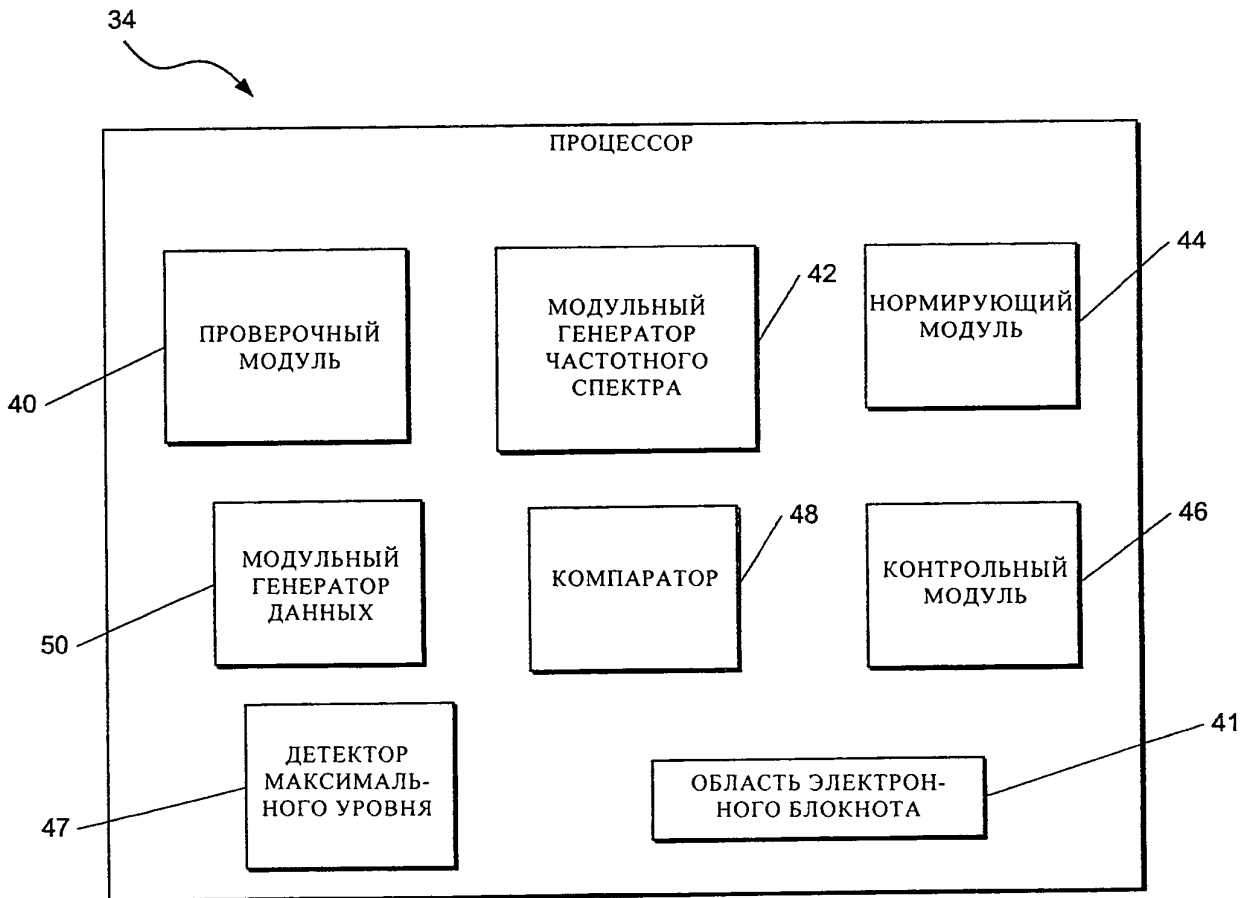 34
ПРОЦЕССОР
ПРОВЕРОЧНЫЙ
МОДУЛЬ
40
МОДУЛЬНЫЙ
ГЕНЕРАТОР
ЧАСТОТНОГО
СПЕКТРА
42
НОРМИРУЮЩИЙ
МОДУЛЬ
44
МОДУЛЬНЫЙ
ГЕНЕРАТОР
ДАННЫХ
50
КОМПАРАТОР
48
КОНТРОЛЬНЫЙ
МОДУЛЬ
46
ДЕТЕКТОР
МАКСИМАЛЬ-
НОГО УРОВНЯ
47
ОБЛАСТЬ ЭЛЕКТРОН-
НОГО БЛОКНОТА
41